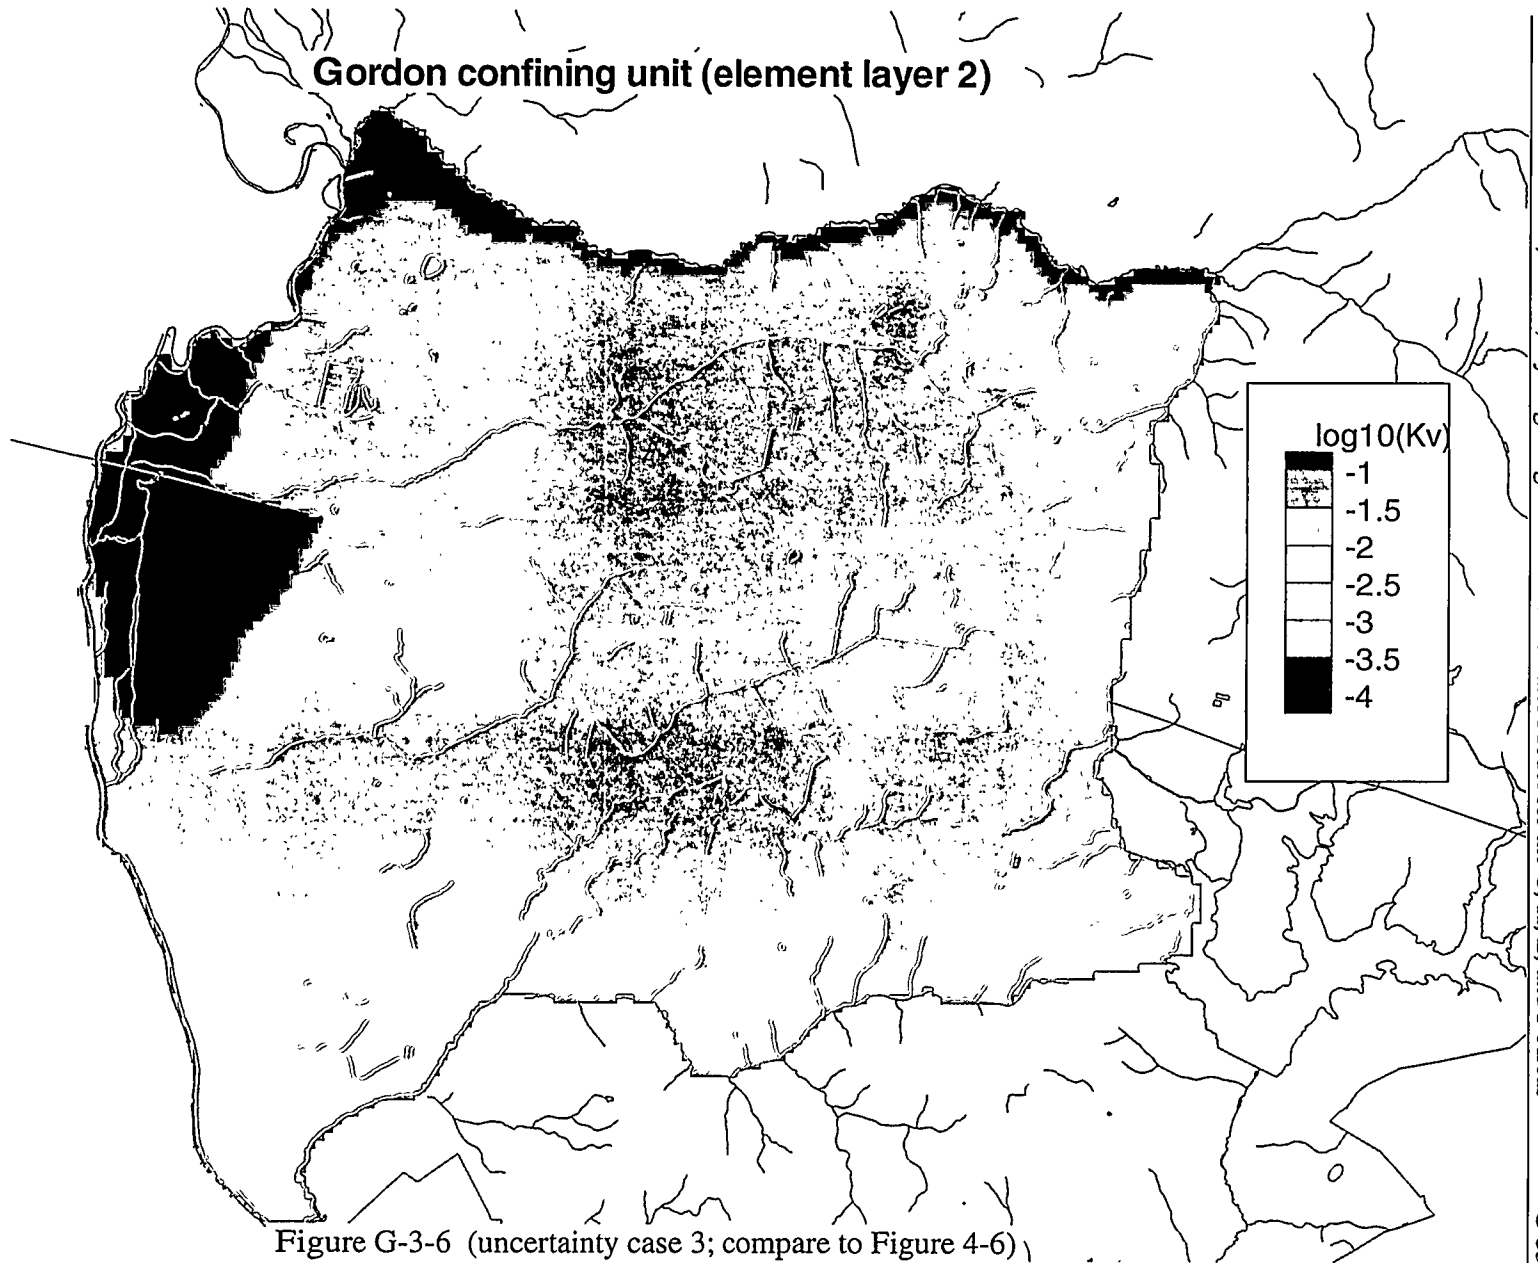 Gordon confining unit (element layer 2)
log10(Kv)
-1
-1.5
-2
-2.5
-3
-3.5
-4
Figure G-3-6 (uncertainty case 3; compare to Figure 4-6)